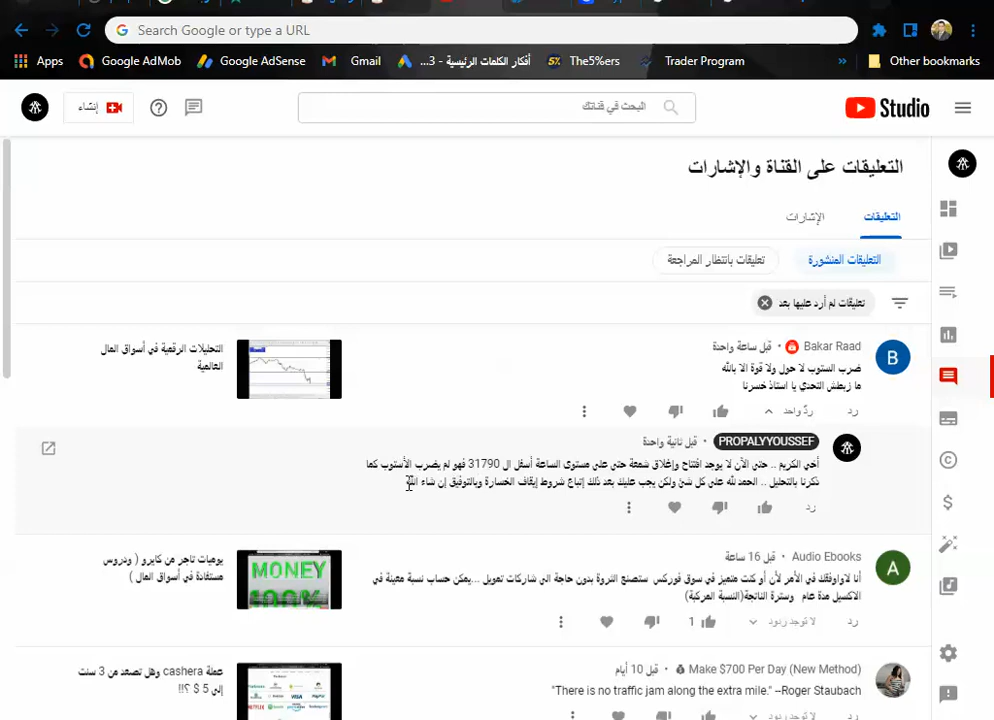 Search Google or type a URL
Apps
Google AdMob
Google AdSense
Gmail
أفكار الكلمات الرئيسية - 3...
The5%ers
Trader Program
»
Other bookmarks
Studio
البحث في قناتك
إنشاء
التعليقات على القناة والإشارات
التعليقات
الإشارات
التعليقات المنشورة
تعليقات بانتظار المراجعة
تعليقات لم أرد عليها بعد
B
Bakar Raad • قبل ساعة واحدة
ضرب الستوب لا حول ولا قوة الا بالله
ما زبطش التحدي يا استاذ خسرنا
رد
ردّ واحد
التحليلات الرقمية في أسواق المال
العالمية
PROPALYYOUSSEF • قبل ثانية واحدة
أخي الكريم .. حتى الأن لا يوجد افتتاح وإغلاق شمعة حتى على مستوى الساعة أسفل ال 31790 فهو لم يضرب الأستوب كما
ذكرنا بالتحليل .. الحمد لله على كل شئ ولكن يجب عليك بعد ذلك إتباع شروط إيقاف الخسارة وبالتوفيق إن شاء الله
رد
A
Audio Ebooks • قبل 16 ساعة
أنا لاواوفقك في الأمر لأن أو كنت متميز في سوق فوركس ستصنع الثروة بدون حاجة الى شاركات تمويل ...يمكن حساب نسبة معينة في
الاكسيل مدة عام وسترة الناتجة(النسبة المركبة)
رد
لا توجد ردود
1
يوميات تاجر من كايرو ( ودروس
مستفادة في أسواق المال )
MONEY
100%
Make $700 Per Day (New Method) • قبل 10 أيام
"There is no traffic jam along the extra mile." --Roger Staubach
رد
لا توجد ردود
عملة cashera وهل تصعد من 3 سنت
إلى 5 $ ؟!!